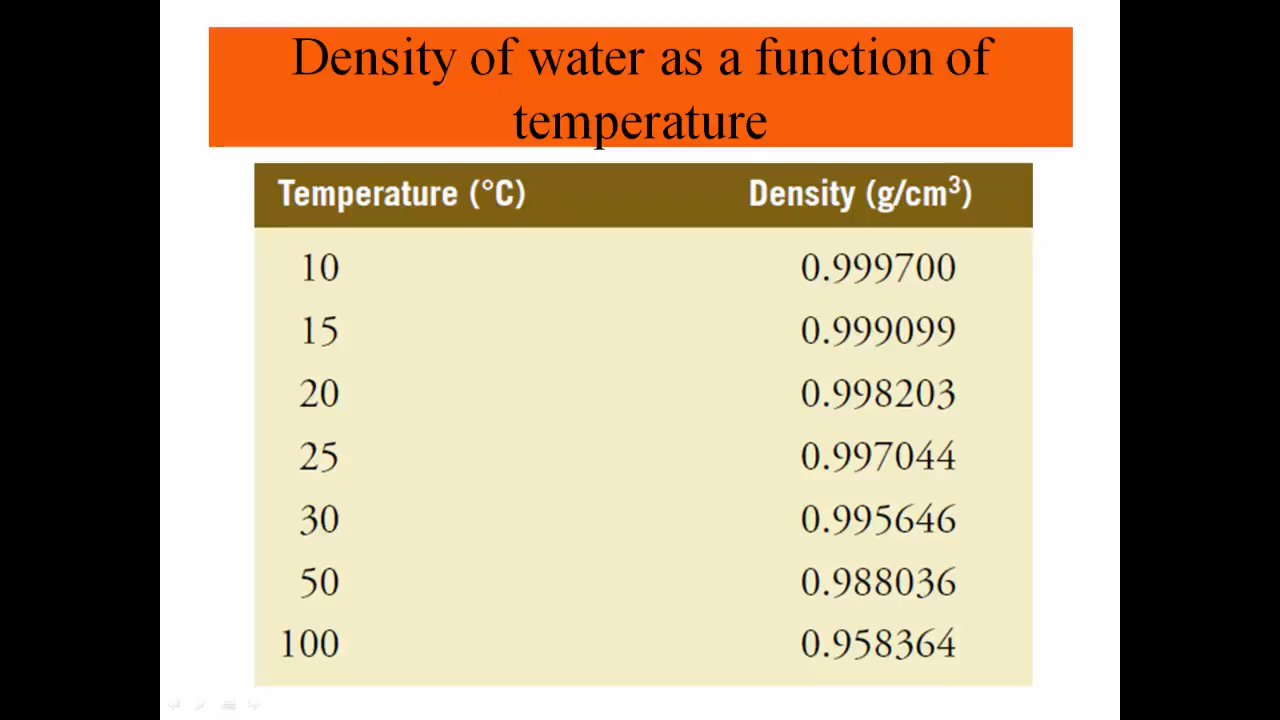 Density of water as a function of
temperature
Temperature (°C) Density (g/cm³)
10 0.999700
15 0.999099
20 0.998203
25 0.997044
30 0.995646
50 0.988036
100 0.958364